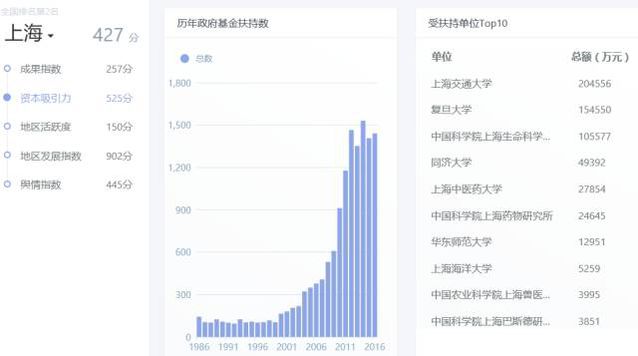 全国排名第2名
上海
427 分
成果指数 257分
资本吸引力 525分
地区活跃度 150分
地区发展指数 902分
舆情指数 445分
历年政府基金扶持数
总数
1,800
1,500
1,200
900
600
300
0
1986 1991 1996 2001 2006 2011 2016
受扶持单位Top10
单位 总额（万元）
上海交通大学 204556
复旦大学 154550
中国科学院上海生命科学... 105577
同济大学 49392
上海中医药大学 27854
中国科学院上海药物研究所 24645
华东师范大学 12951
上海海洋大学 5259
中国农业科学院上海兽医... 3995
中国科学院上海巴斯德研... 3851